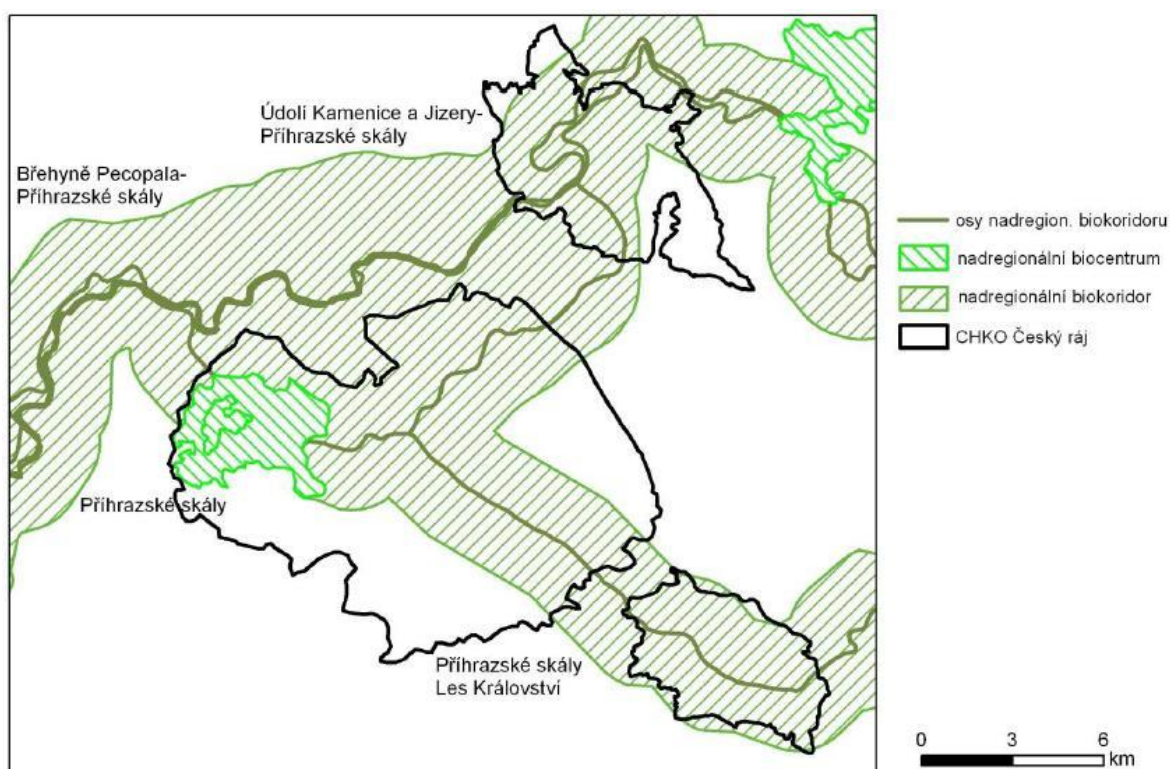 Údolí Kamenice a Jizery-
Příhrazské skály
Břehyně Pecopala-
Příhrazské skály
Příhrazské skály
Příhrazské skály
Les Království
osy nadregion. biokoridoru
nadregionální biocentrum
nadregionální biokoridor
CHKO Český ráj
0 3 6
km